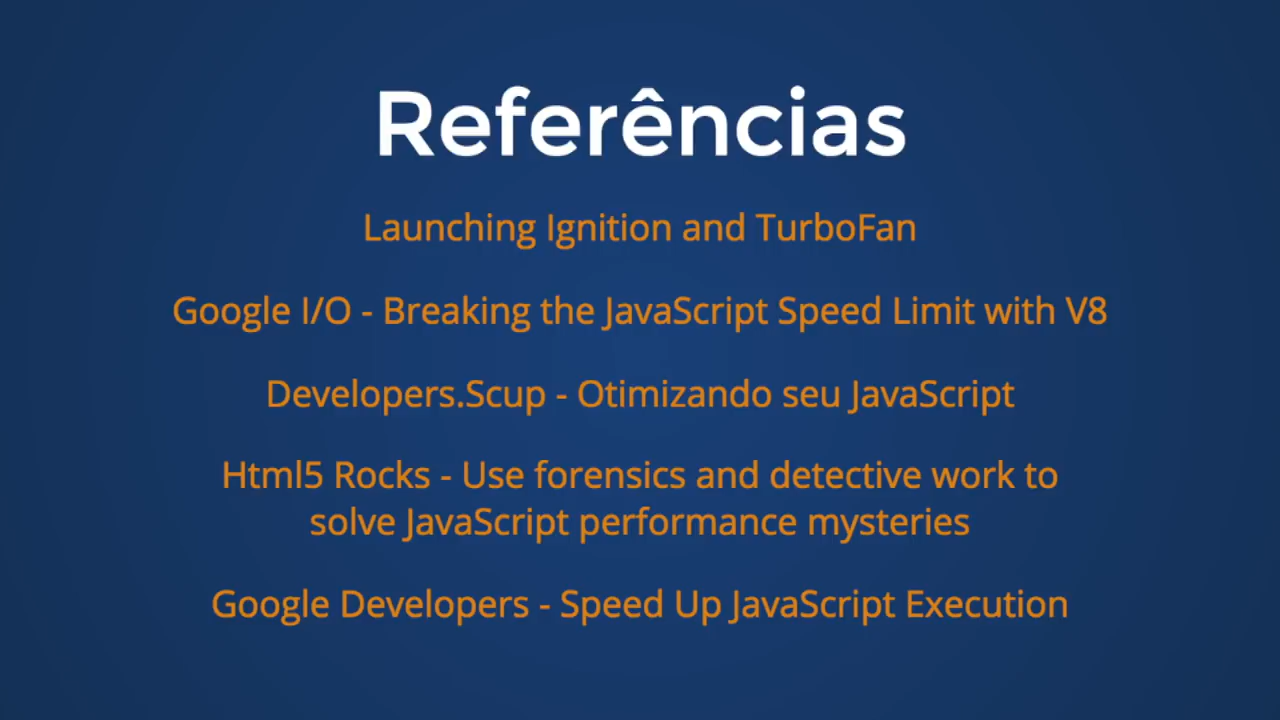 Referências
Launching Ignition and TurboFan
Google I/O - Breaking the JavaScript Speed Limit with V8
Developers.Scup - Otimizando seu JavaScript
Html5 Rocks - Use forensics and detective work to
solve JavaScript performance mysteries
Google Developers - Speed Up JavaScript Execution